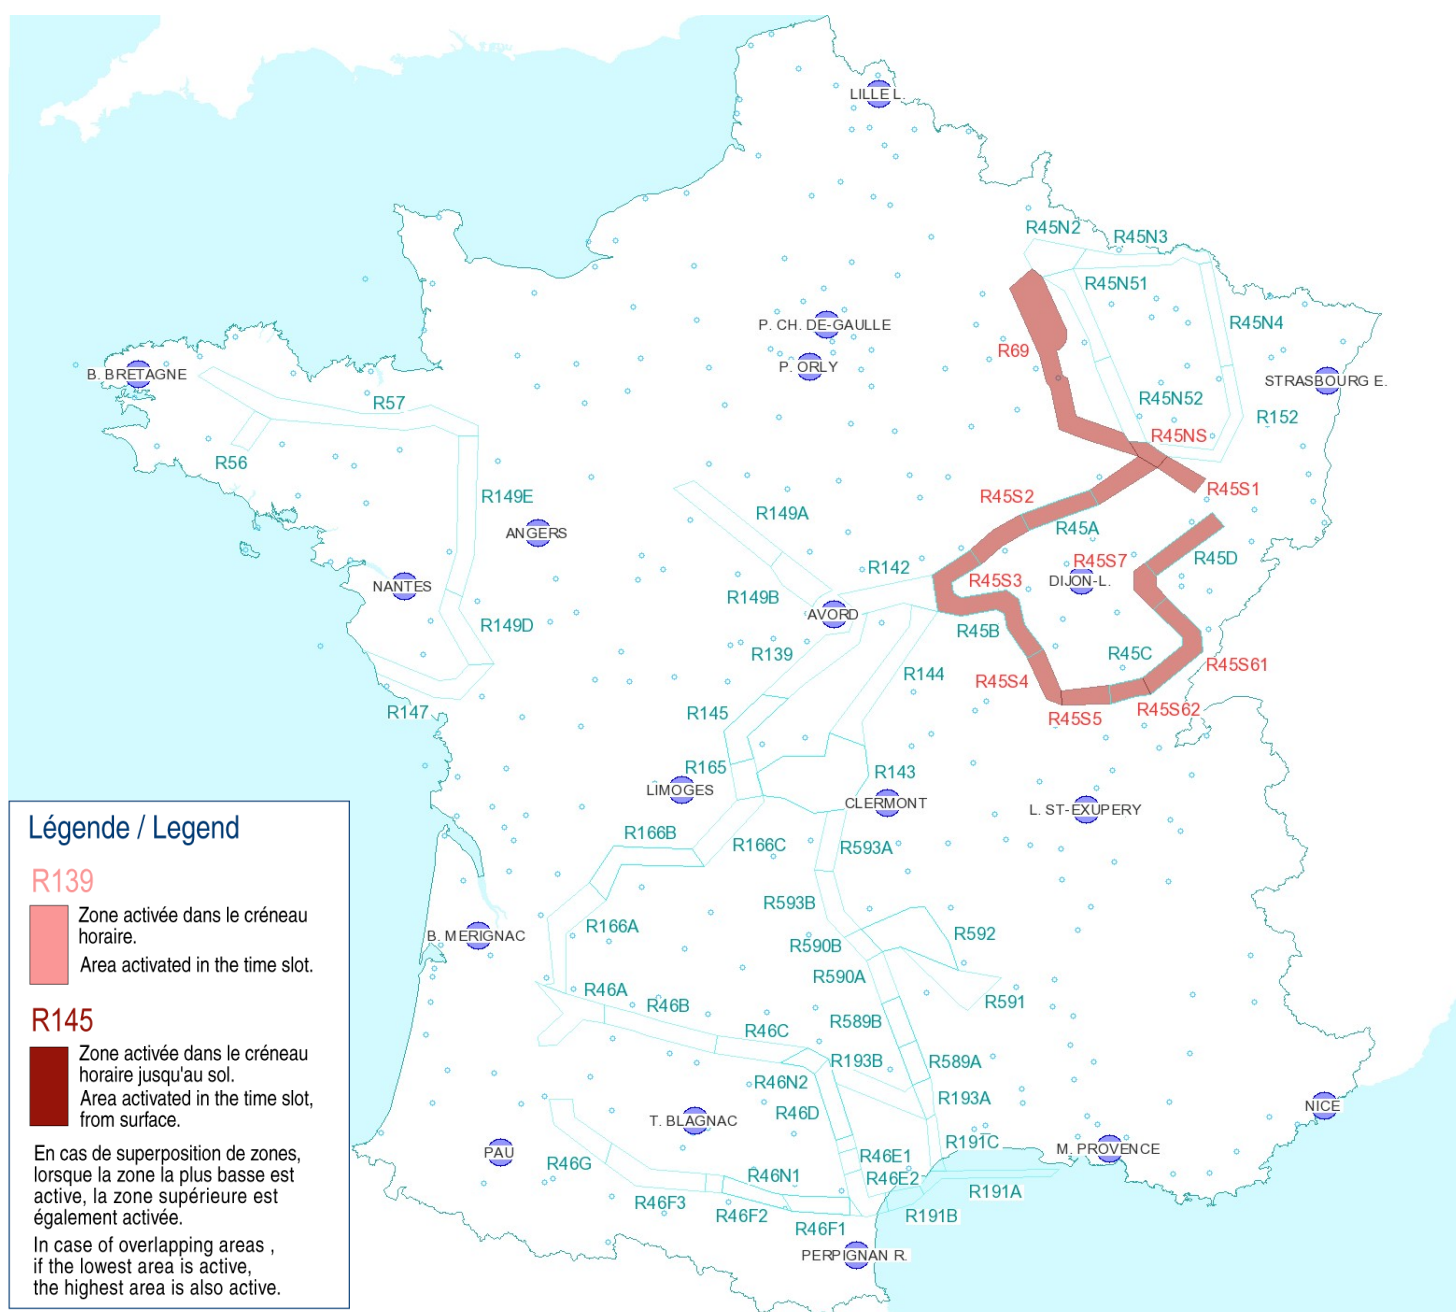 LILLE L.
R45N2
R45N3
R45N51
P. CH. DE-GAULLE
R45N4
R69
P. ORLY
B. BRETAGNE
STRASBOURG E.
R57
R45N52
R152
R45NS
R56
R149E
R45S2
R45S1
R149A
R45A
ANGERS
R45S7
R45D
R142
R45S3
DIJON-L.
NANTES
R149B
AVORD
R149D
R45B
R139
R45C
R45S61
R144
R45S4
R147
R145
R45S5
R45S62
R165
R143
LIMOGES
CLERMONT
L. ST-EXUPERY
R166B
R166C
R593A
R593B
R166A
B. MERIGNAC
R590B
R592
R590A
R46A
R591
R46B
R589B
R46C
R193B
R589A
R46N2
R193A
R46D
NICE
T. BLAGNAC
R191C
PAU
M. PROVENCE
R46G
R46E1
R46N1
R46E2
R46F3
R191A
R46F2
R191B
R46F1
PERPIGNAN R.
Légende / Legend
R139
Zone activée dans le créneau
horaire.
Area activated in the time slot.
R145
Zone activée dans le créneau
horaire jusqu'au sol.
Area activated in the time slot,
from surface.
En cas de superposition de zones,
lorsque la zone la plus basse est
active, la zone supérieure est
également activée.
In case of overlapping areas ,
if the lowest area is active,
the highest area is also active.